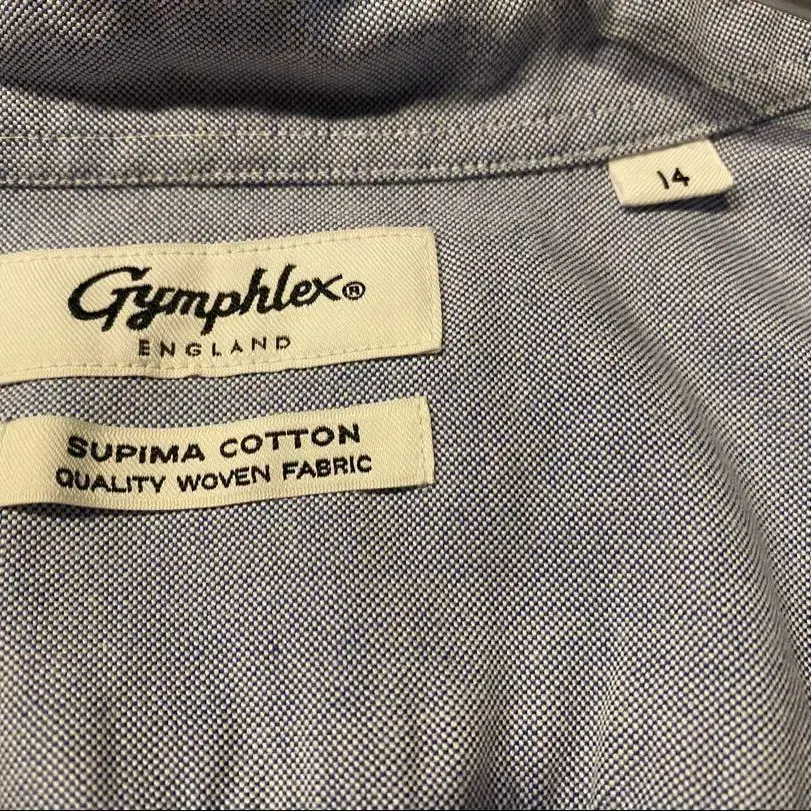 14
Gymphlex®
ENGLAND
SUPIMA COTTON
QUALITY WOVEN FABRIC